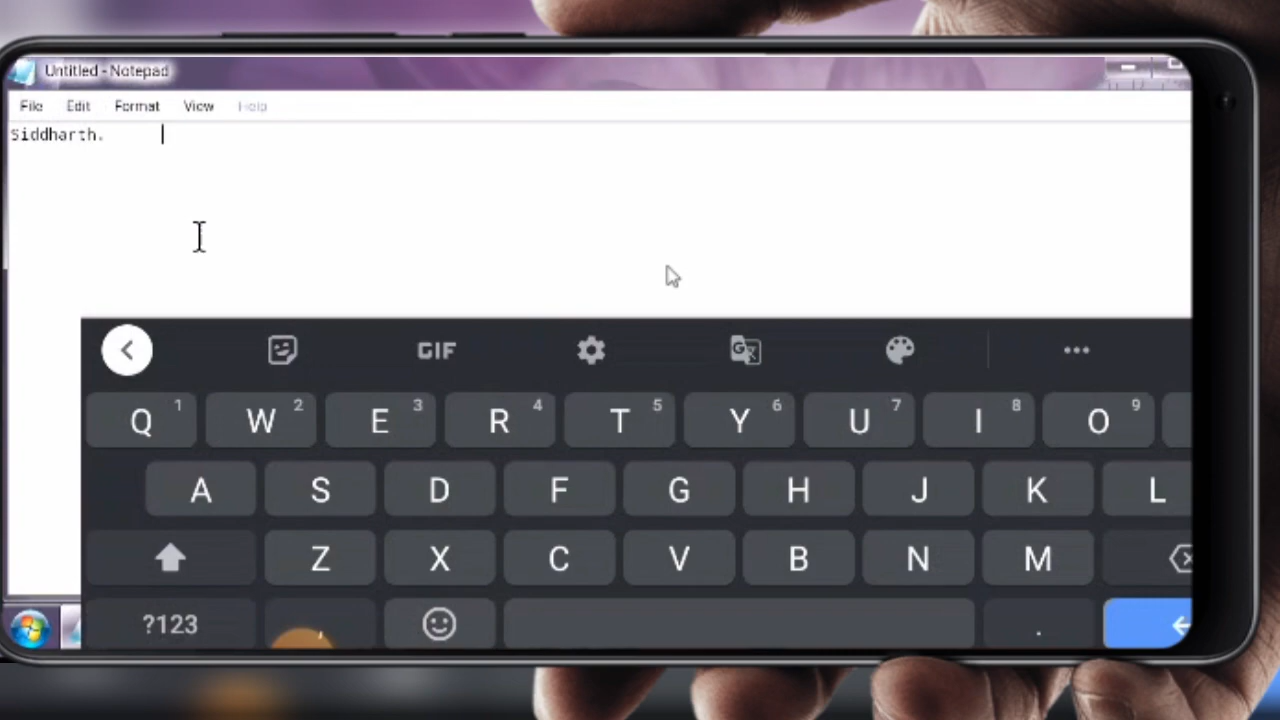 Untitled - Notepad
File Edit Format View Help
Siddharth.
GIF
Q 1 W 2 E 3 R 4 T 5 Y 6 U 7 I 8 O 9
A S D F G H J K L
Z X C V B N M
?123 , .